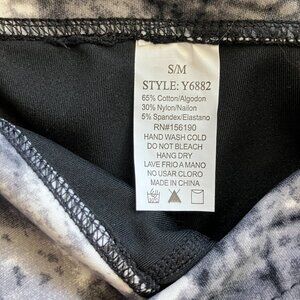 S/M
STYLE: Y6882
65% Cotton/Algodon
30% Nylon/Nailon
5% Spandex/Elastano
RN#156190
HAND WASH COLD
DO NOT BLEACH
HANG DRY
LAVE FRIO A MANO
NO USAR CLORO
MADE IN CHINA